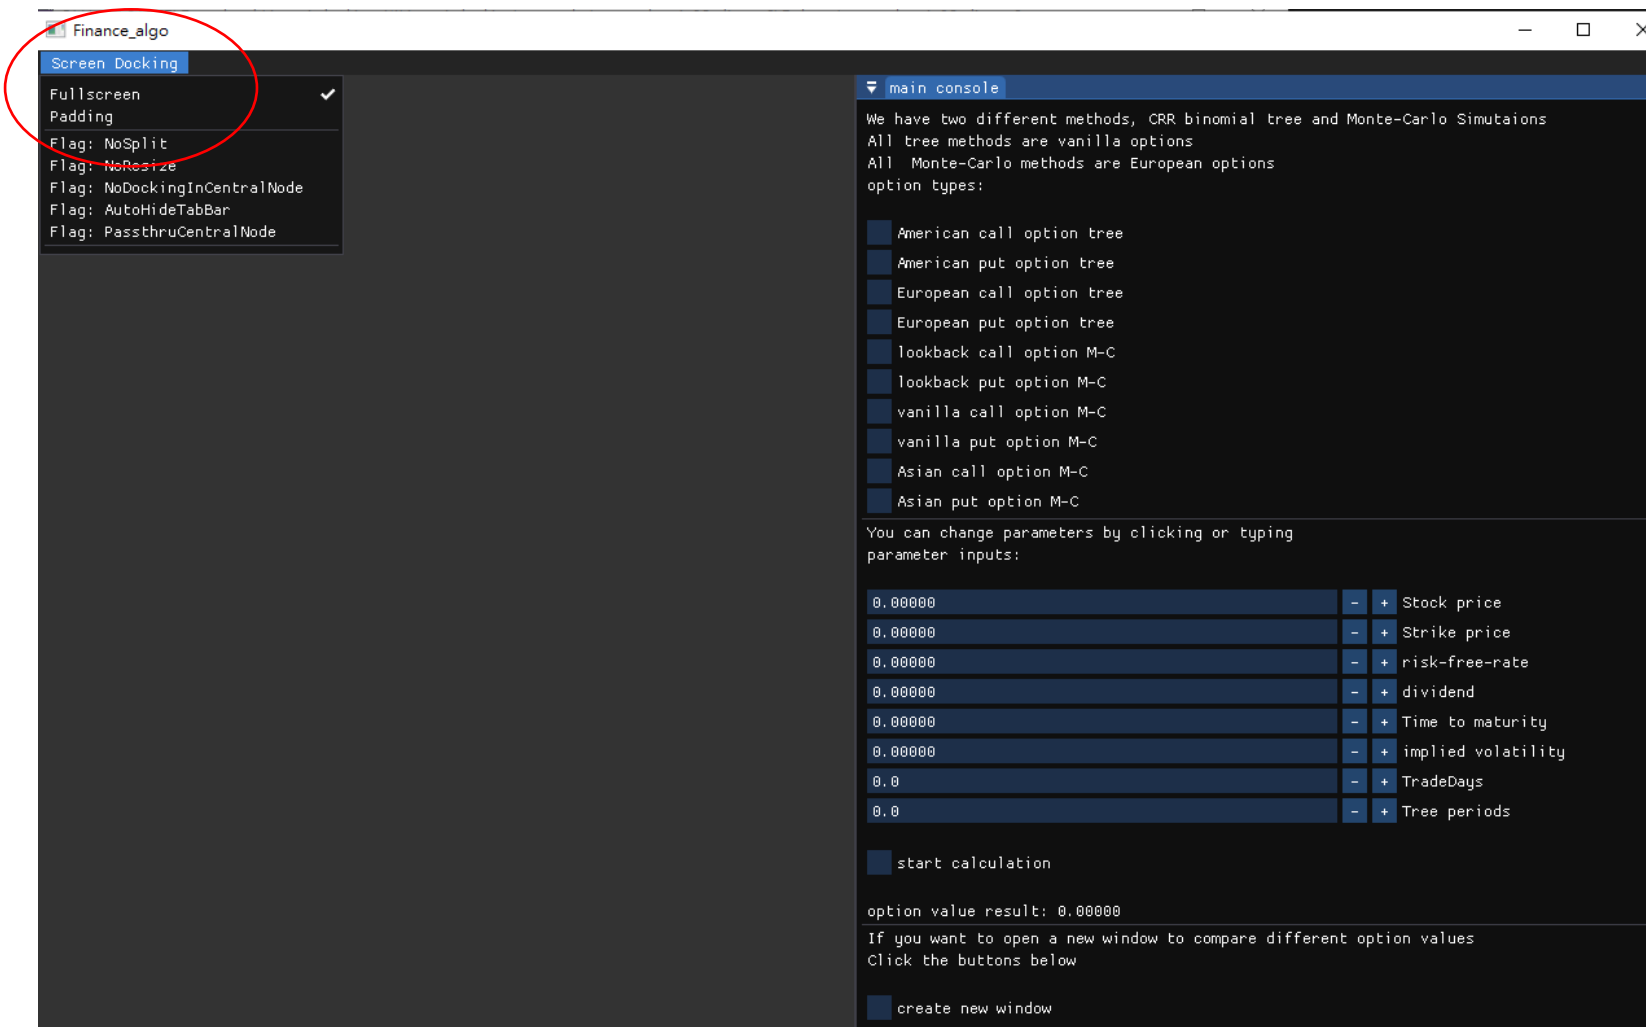 Finance_algo
Screen Docking
Fullscreen
Padding
Flag: NoSplit
Flag: NoResize
Flag: NoDockingInCentralNode
Flag: AutoHideTabBar
Flag: PassthruCentralNode
main console
We have two different methods, CRR binomial tree and Monte-Carlo Simutaions
All tree methods are vanilla options
All  Monte-Carlo methods are European options
option types:
American call option tree
American put option tree
European call option tree
European put option tree
lookback call option M-C
lookback put option M-C
vanilla call option M-C
vanilla put option M-C
Asian call option M-C
Asian put option M-C
You can change parameters by clicking or typing
parameter inputs:
0.00000 - + Stock price
0.00000 - + Strike price
0.00000 - + risk-free-rate
0.00000 - + dividend
0.00000 - + Time to maturity
0.00000 - + implied volatility
0.0 - + TradeDays
0.0 - + Tree periods
start calculation
option value result: 0.00000
If you want to open a new window to compare different option values
Click the buttons below
create new window